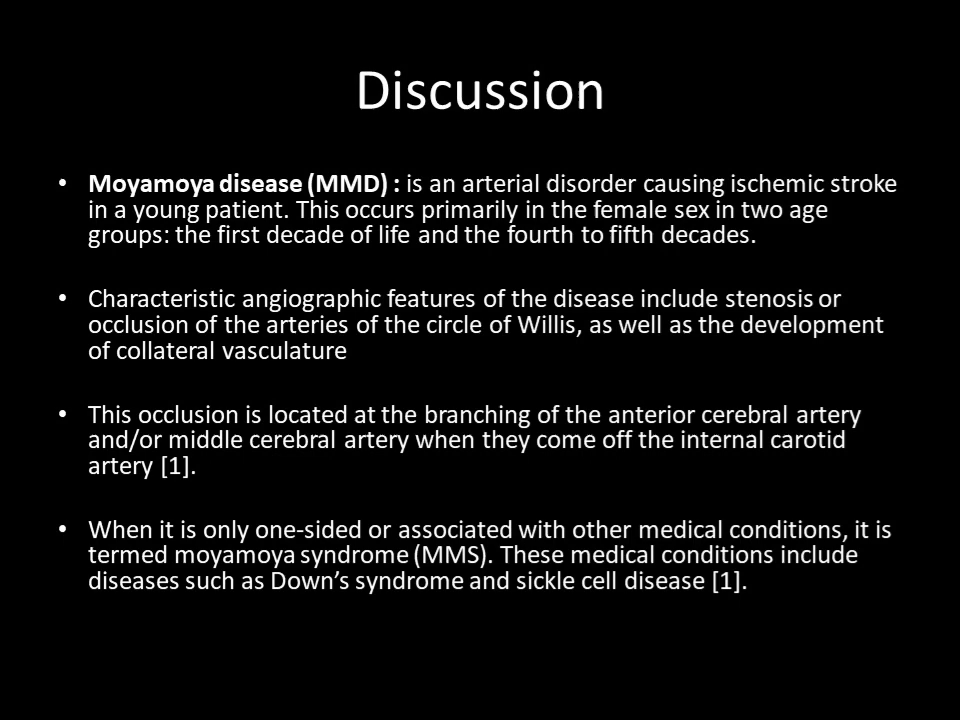 Discussion
• Moyamoya disease (MMD) : is an arterial disorder causing ischemic stroke
in a young patient. This occurs primarily in the female sex in two age
groups: the first decade of life and the fourth to fifth decades.
• Characteristic angiographic features of the disease include stenosis or
occlusion of the arteries of the circle of Willis, as well as the development
of collateral vasculature
• This occlusion is located at the branching of the anterior cerebral artery
and/or middle cerebral artery when they come off the internal carotid
artery [1].
• When it is only one-sided or associated with other medical conditions, it is
termed moyamoya syndrome (MMS). These medical conditions include
diseases such as Down’s syndrome and sickle cell disease [1].